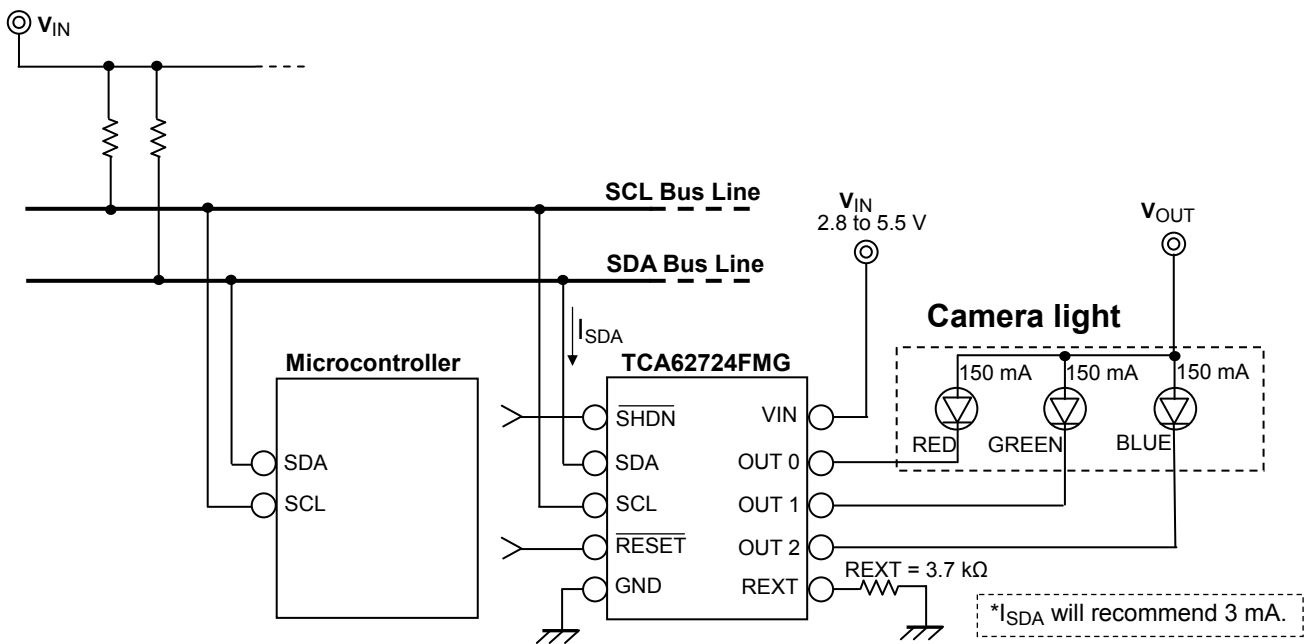 VIN
SCL Bus Line
VIN
2.8 to 5.5 V
VOUT
SDA Bus Line
ISDA
Camera light
Microcontroller
TCA62724FMG
150 mA
150 mA
150 mA
SHDN
VIN
RED
GREEN
BLUE
SDA
SDA
OUT 0
SCL
SCL
OUT 1
RESET
OUT 2
GND
REXT
REXT = 3.7 kΩ
*ISDA will recommend 3 mA.